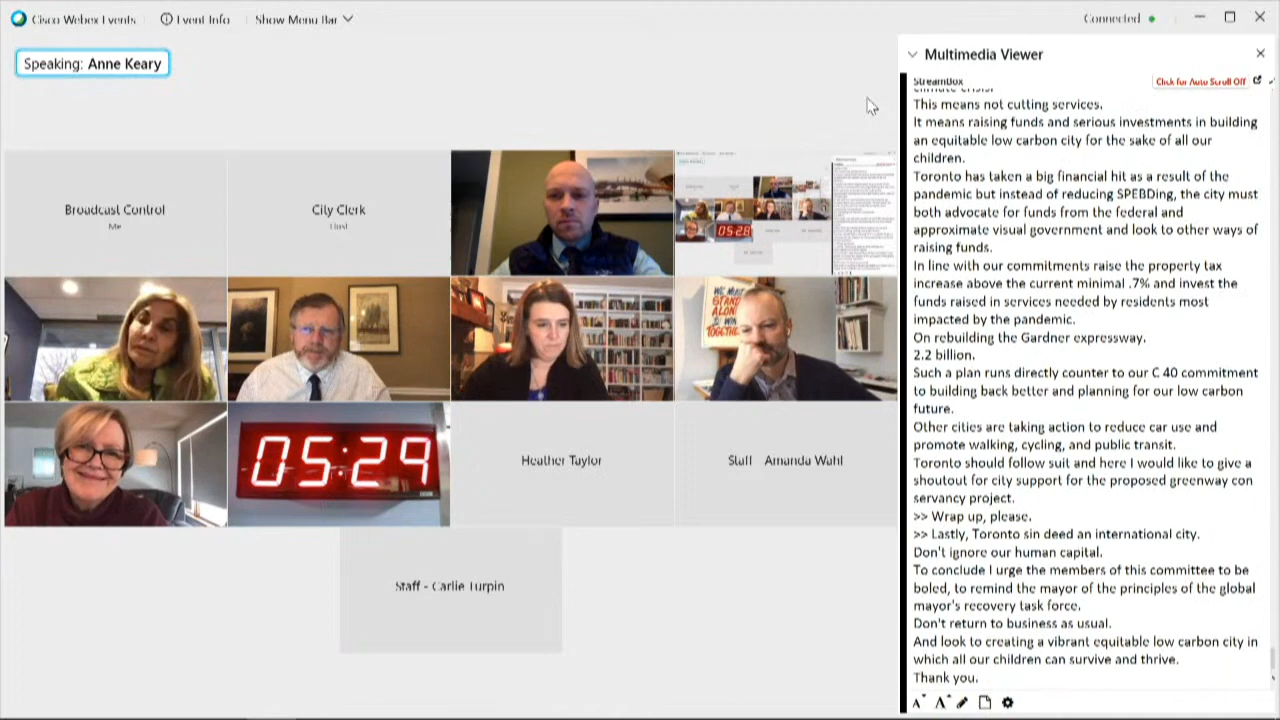 Cisco Webex Events
Event Info
Show Menu Bar
Connected
Speaking: Anne Keary
Multimedia Viewer
StreamBox
Click for Auto Scroll Off
climate crisis.
This means not cutting services.
It means raising funds and serious investments in building
an equitable low carbon city for the sake of all our
children.
Toronto has taken a big financial hit as a result of the
pandemic but instead of reducing SPEBDing, the city must
both advocate for funds from the federal and
approximate visual government and look to other ways of
raising funds.
In line with our commitments raise the property tax
increase above the current minimal .7% and invest the
funds raised in services needed by residents most
impacted by the pandemic.
On rebuilding the Gardner expressway.
2.2 billion.
Such a plan runs directly counter to our C 40 commitment
to building back better and planning for our low carbon
future.
Other cities are taking action to reduce car use and
promote walking, cycling, and public transit.
Toronto should follow suit and here I would like to give a
shoutout for city support for the proposed greenway con
servancy project.
>> Wrap up, please.
>> Lastly, Toronto sin deed an international city.
Don't ignore our human capital.
To conclude I urge the members of this committee to be
boled, to remind the mayor of the principles of the global
mayor's recovery task force.
Don't return to business as usual.
And look to creating a vibrant equitable low carbon city in
which all our children can survive and thrive.
Thank you.
Broadcast
Me
City Clerk
Host
05:28
WE MUST
STAND
ALONE
TO WIN
TOGETHER
05:29
Heather Taylor
Staff Amanda Wahl
Staff - Carlie Turpin